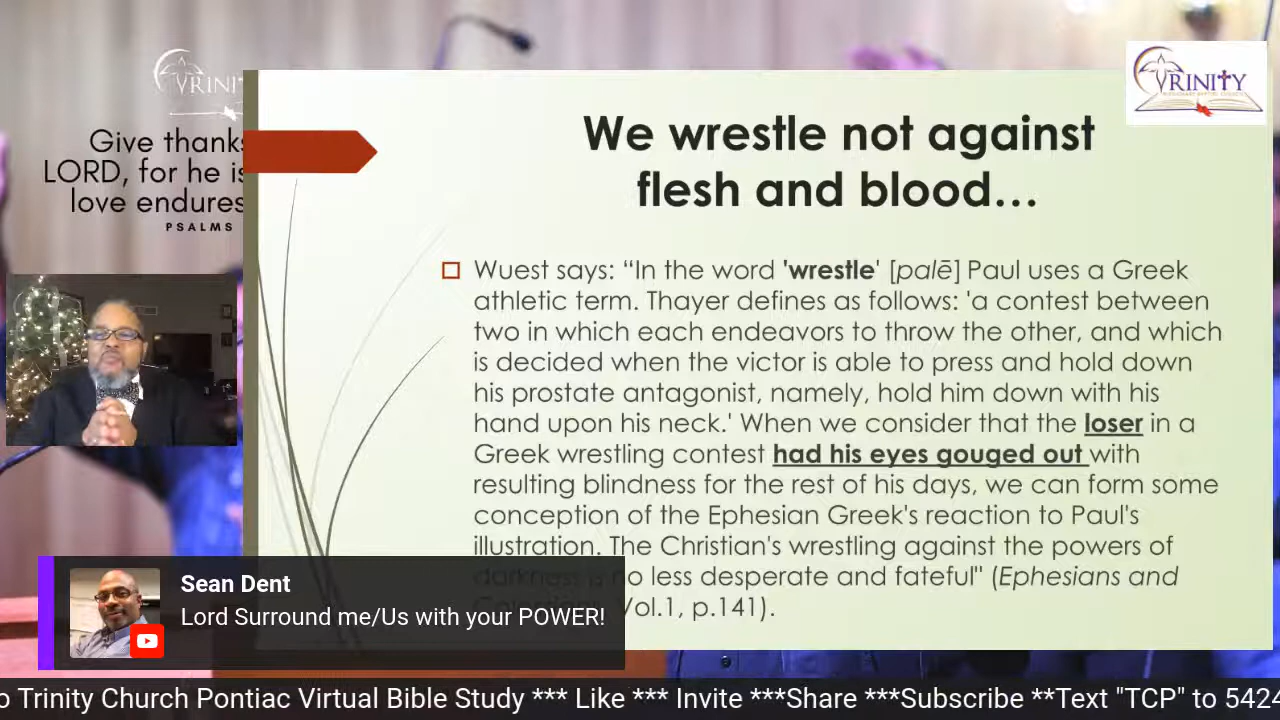 TRINITY
RINI
Give thanks
LORD, for he is
love endures
PSALMS
We wrestle not against
flesh and blood…
Wuest says: “In the word 'wrestle' [palē] Paul uses a Greek
athletic term. Thayer defines as follows: 'a contest between
two in which each endeavors to throw the other, and which
is decided when the victor is able to press and hold down
his prostate antagonist, namely, hold him down with his
hand upon his neck.' When we consider that the loser in a
Greek wrestling contest had his eyes gouged out with
resulting blindness for the rest of his days, we can form some
conception of the Ephesian Greek's reaction to Paul's
illustration. The Christian's wrestling against the powers of
darkness is no less desperate and fateful" (Ephesians and
Vol.1, p.141).
Sean Dent
Lord Surround me/Us with your POWER!
o Trinity Church Pontiac Virtual Bible Study *** Like *** Invite ***Share ***Subscribe **Text "TCP" to 5424